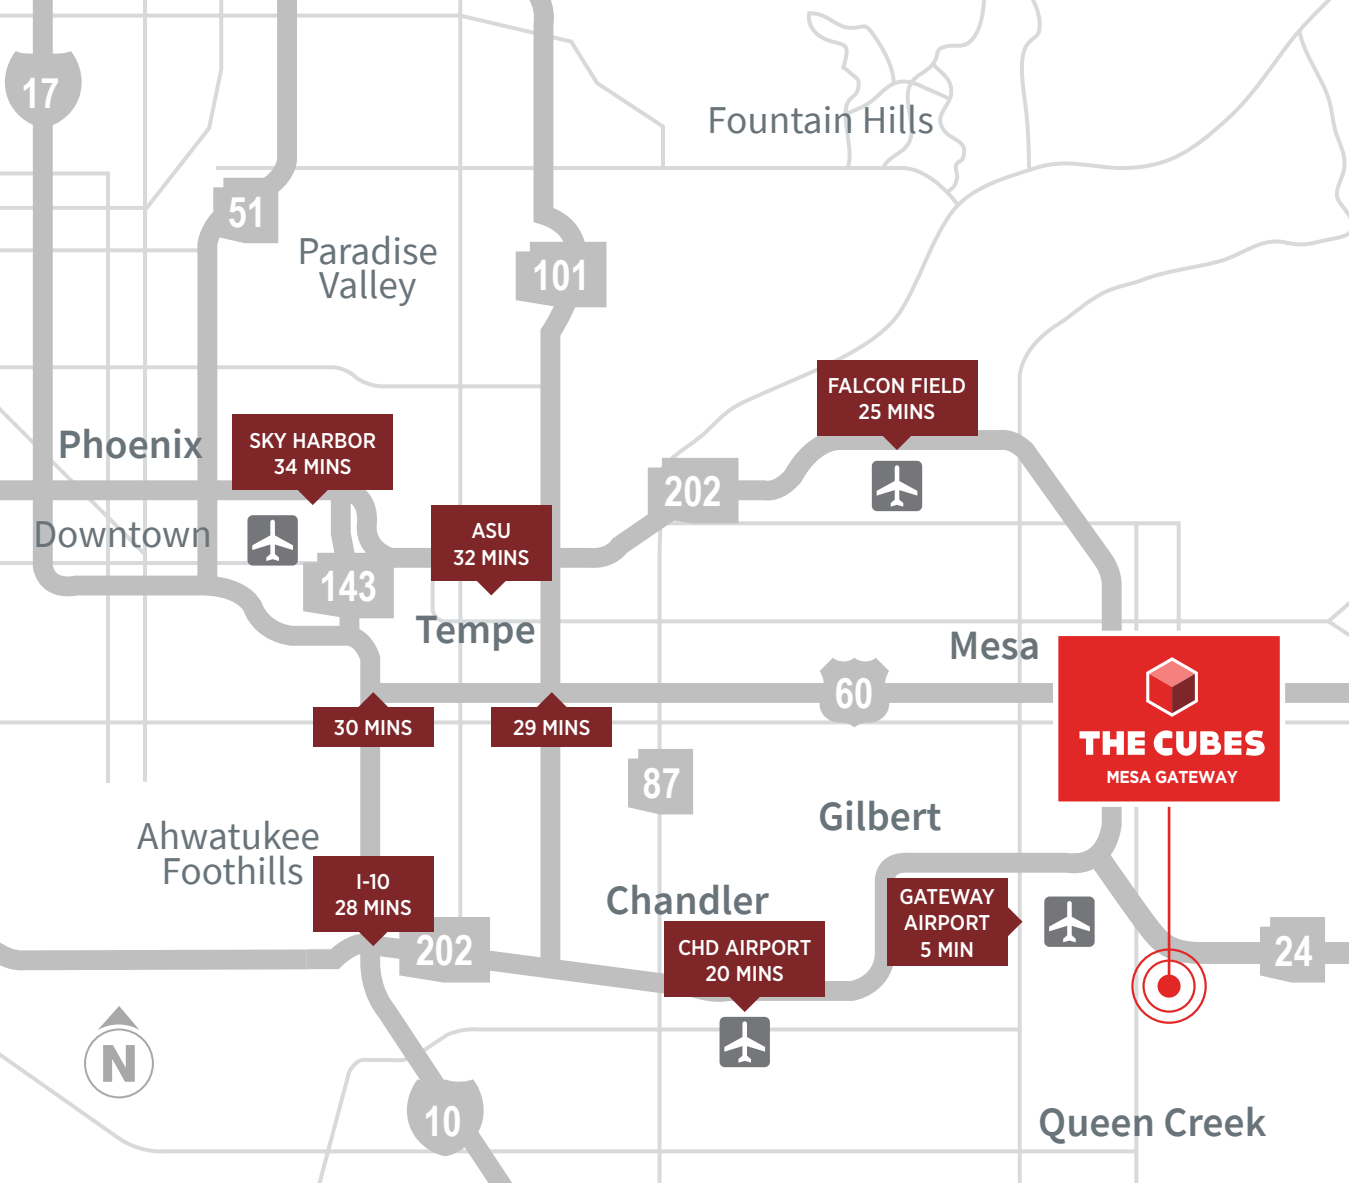 17
Fountain Hills
51
Paradise
Valley
101
FALCON FIELD
25 MINS
Phoenix
SKY HARBOR
34 MINS
202
Downtown
ASU
32 MINS
143
Tempe
Mesa
60
THE CUBES
MESA GATEWAY
30 MINS
29 MINS
87
Gilbert
Ahwatukee
Foothills
I-10
28 MINS
Chandler
GATEWAY
AIRPORT
5 MIN
202
CHD AIRPORT
20 MINS
24
N
10
Queen Creek